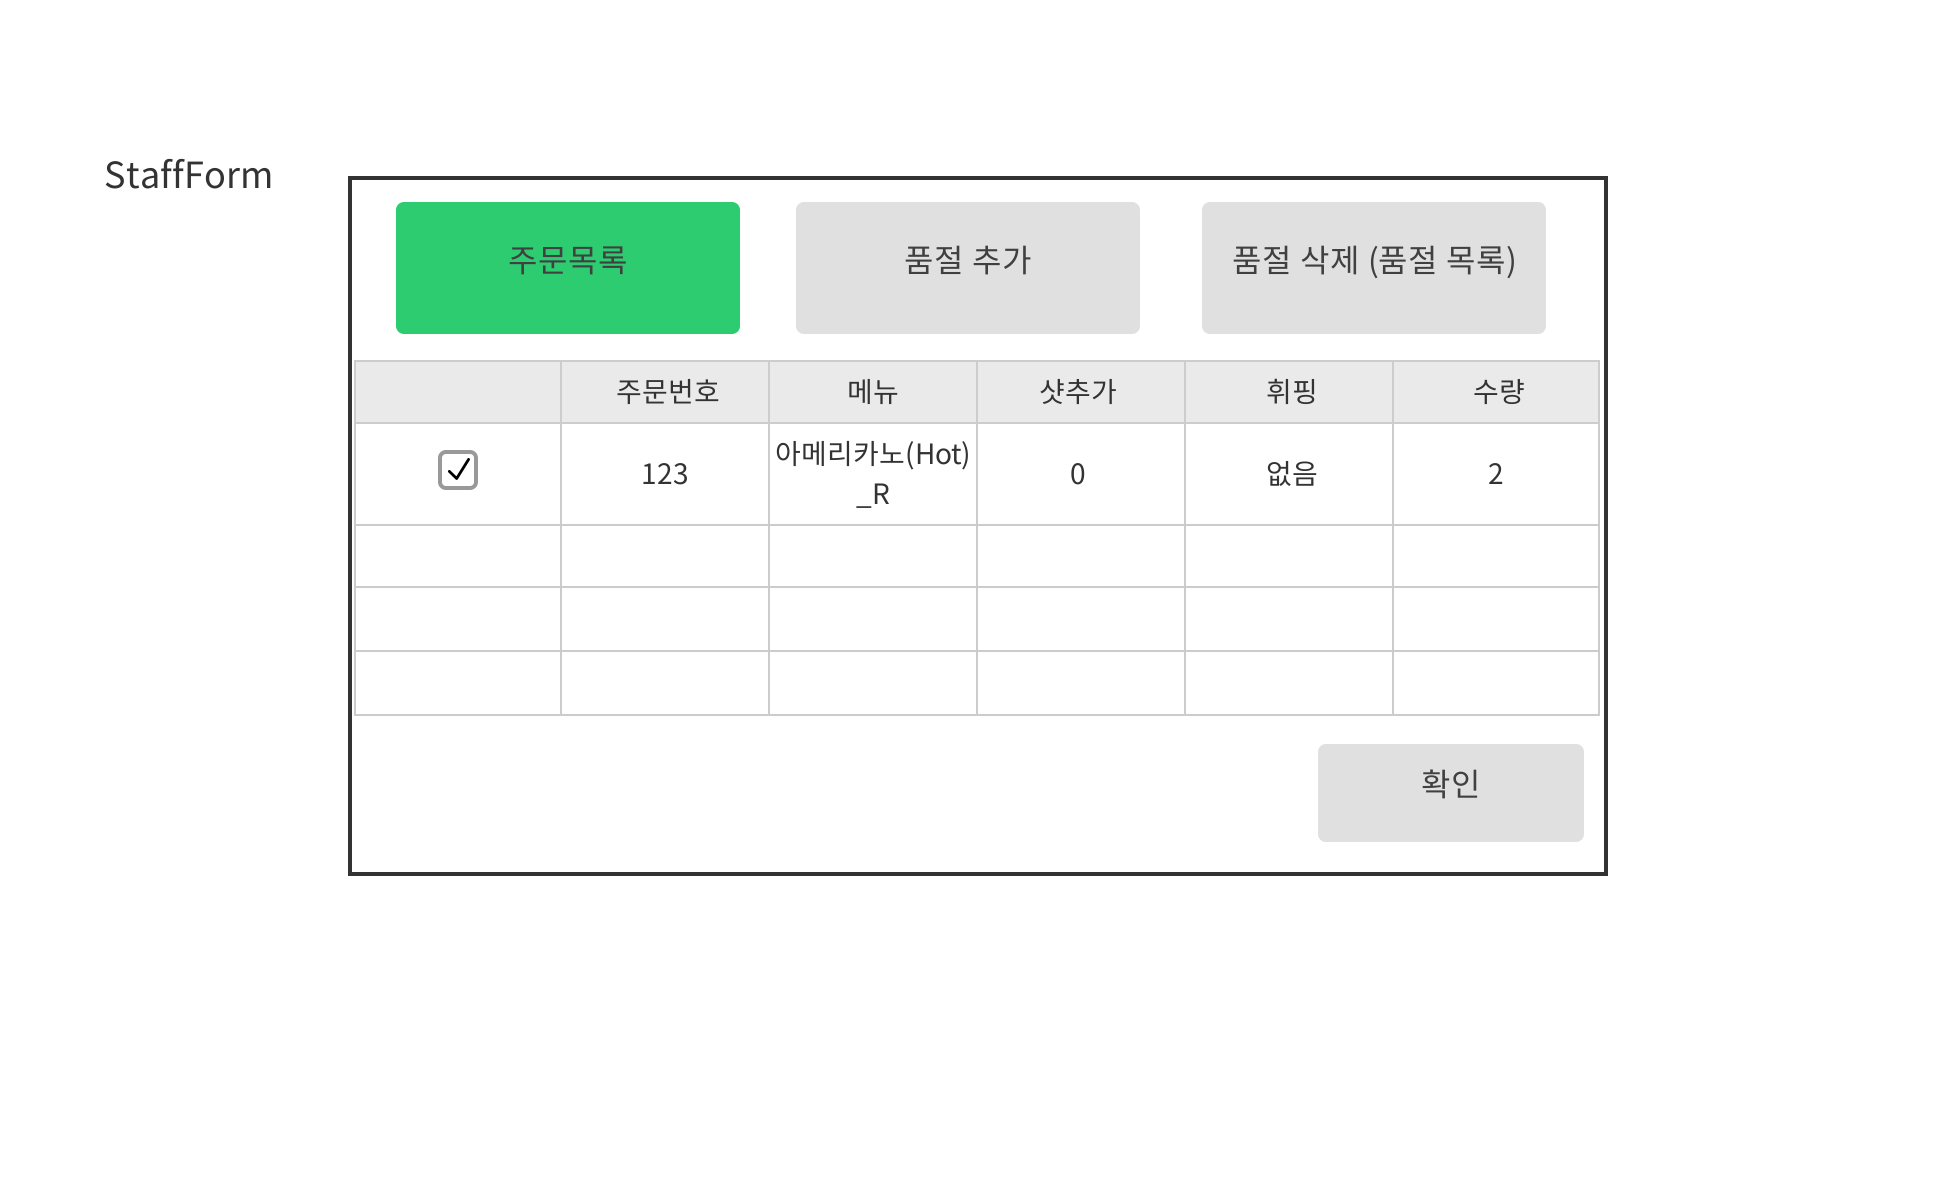 StaffForm
주문목록
품절 추가
품절 삭제 (품절 목록)
주문번호
메뉴
샷추가
휘핑
수량
123
아메리카노(Hot)
_R
0
없음
2
확인